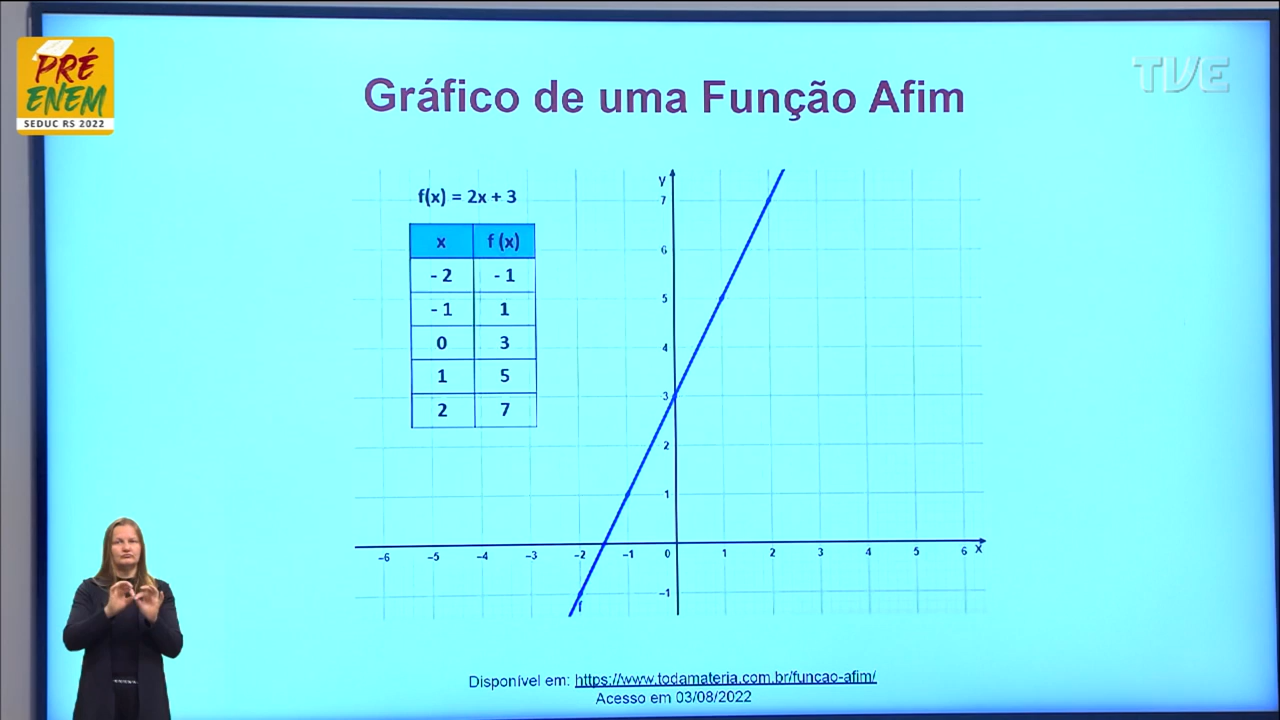 PRÉ
ENEM
SEDUC RS 2022
TVE
Gráfico de uma Função Afim
f(x) = 2x + 3
x f (x)
- 2 - 1
- 1 1
0 3
1 5
2 7
y
7
6
5
4
3
2
1
-6 -5 -4 -3 -2 -1 0 1 2 3 4 5 6 x
-1
f
Disponível em: https://www.todamateria.com.br/funcao-afim/
Acesso em 03/08/2022